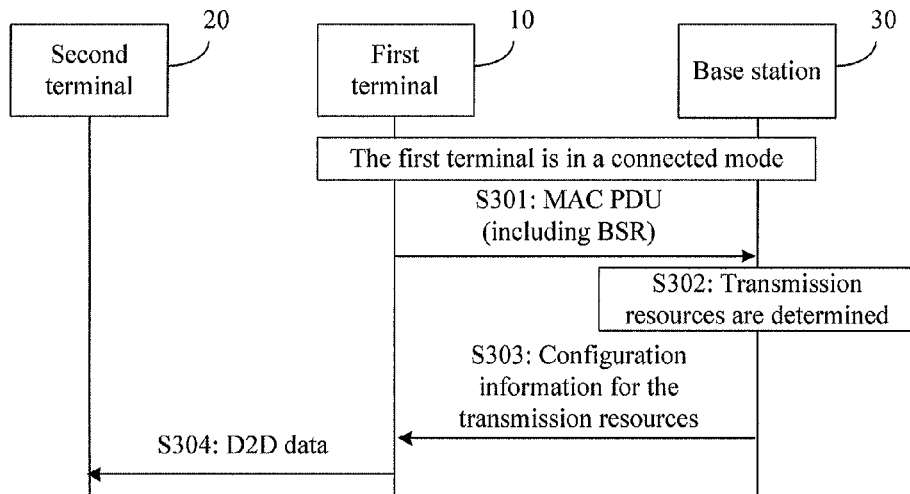 20
10
30
Second
terminal
First
terminal
Base station
The first terminal is in a connected mode
S301: MAC PDU
(including BSR)
S302: Transmission
resources are determined
S303: Configuration
information for the
transmission resources
S304: D2D data